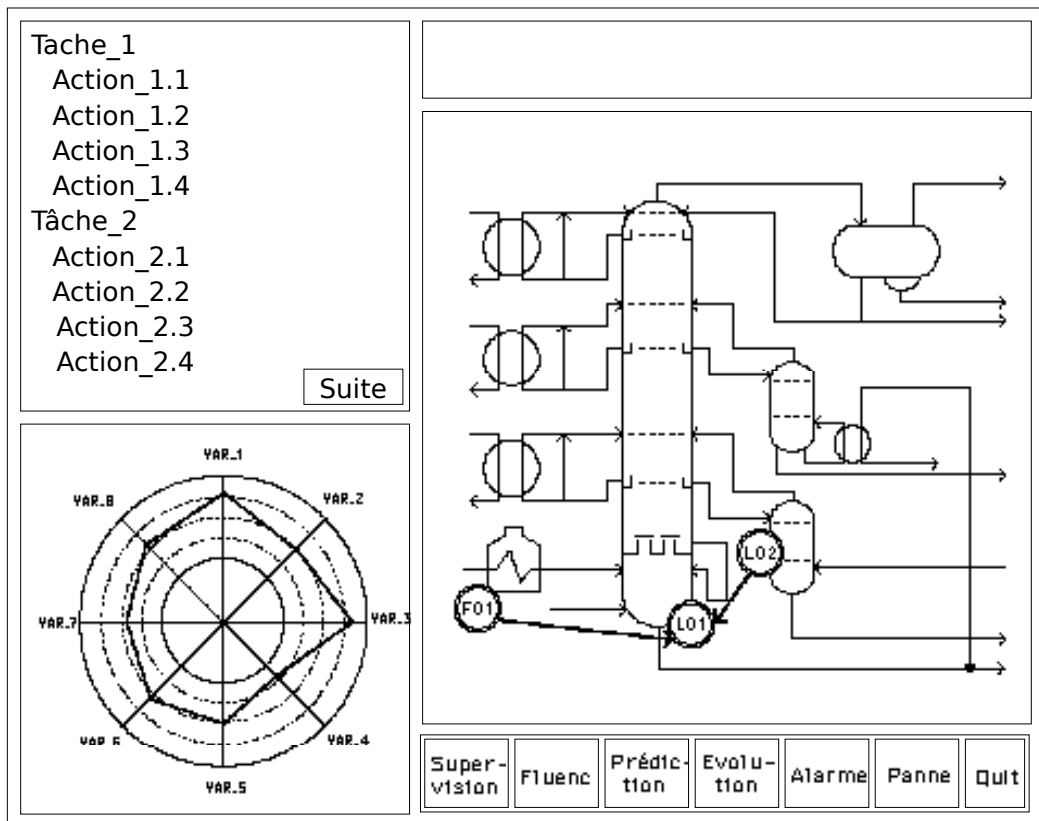 Tache_1
Action_1.1
Action_1.2
Action_1.3
Action_1.4
Tâche_2
Action_2.1
Action_2.2
Action_2.3
Action_2.4
Suite
VAR_1
VAR_2
VAR_3
VAR_4
VAR_5
VAR_6
VAR_7
VAR_8
F01
L01
L02
Super-
vision
Fluenc
Prédic-
tion
Evolu-
tion
Alarme
Panne
Quit